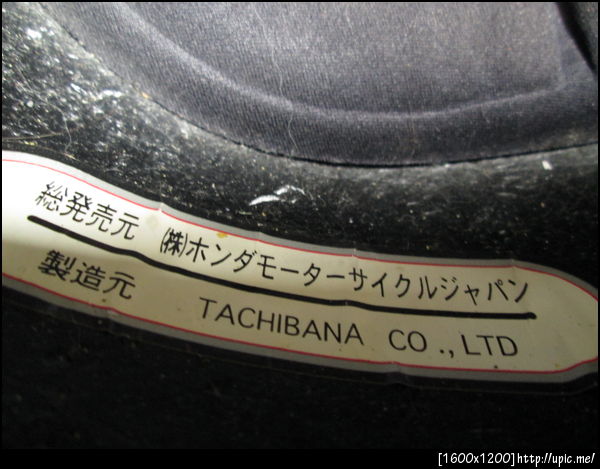 総発売元 ㈱ホンダモーターサイクルジャパン
製造元 TACHIBANA CO.,LTD
[1600x1200]http://upic.me/